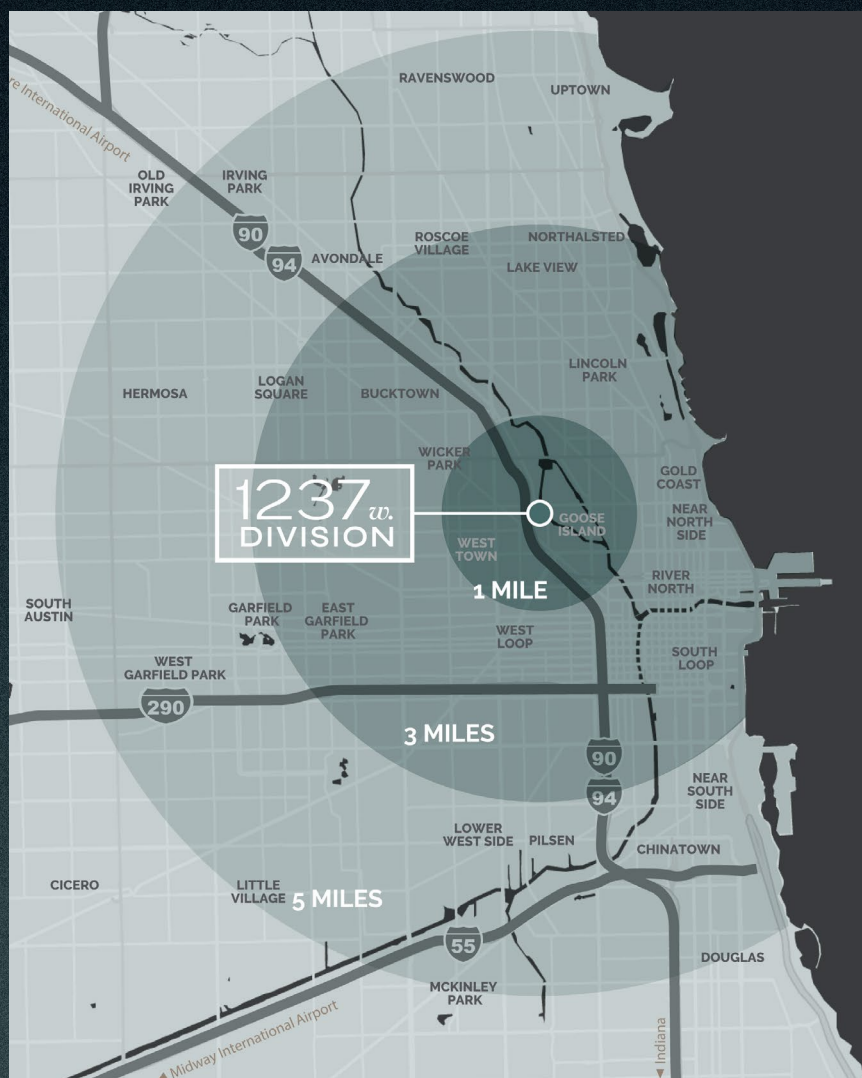 RAVENSWOOD
UPTOWN
re International Airport
OLD
IRVING
PARK
IRVING
PARK
90
94
AVONDALE
ROSCOE
VILLAGE
NORTHALSTED
LAKE VIEW
LINCOLN
PARK
HERMOSA
LOGAN
SQUARE
BUCKTOWN
WICKER
PARK
GOLD
COAST
NEAR
NORTH
SIDE
1237 w.
DIVISION
GOOSE
ISLAND
WEST
TOWN
1 MILE
RIVER
NORTH
SOUTH
AUSTIN
GARFIELD
PARK
EAST
GARFIELD
PARK
WEST
LOOP
SOUTH
LOOP
WEST
GARFIELD PARK
290
3 MILES
90
94
NEAR
SOUTH
SIDE
LOWER
WEST SIDE
PILSEN
CHINATOWN
CICERO
LITTLE
VILLAGE
5 MILES
55
DOUGLAS
MCKINLEY
PARK
Midway International Airport
Indiana